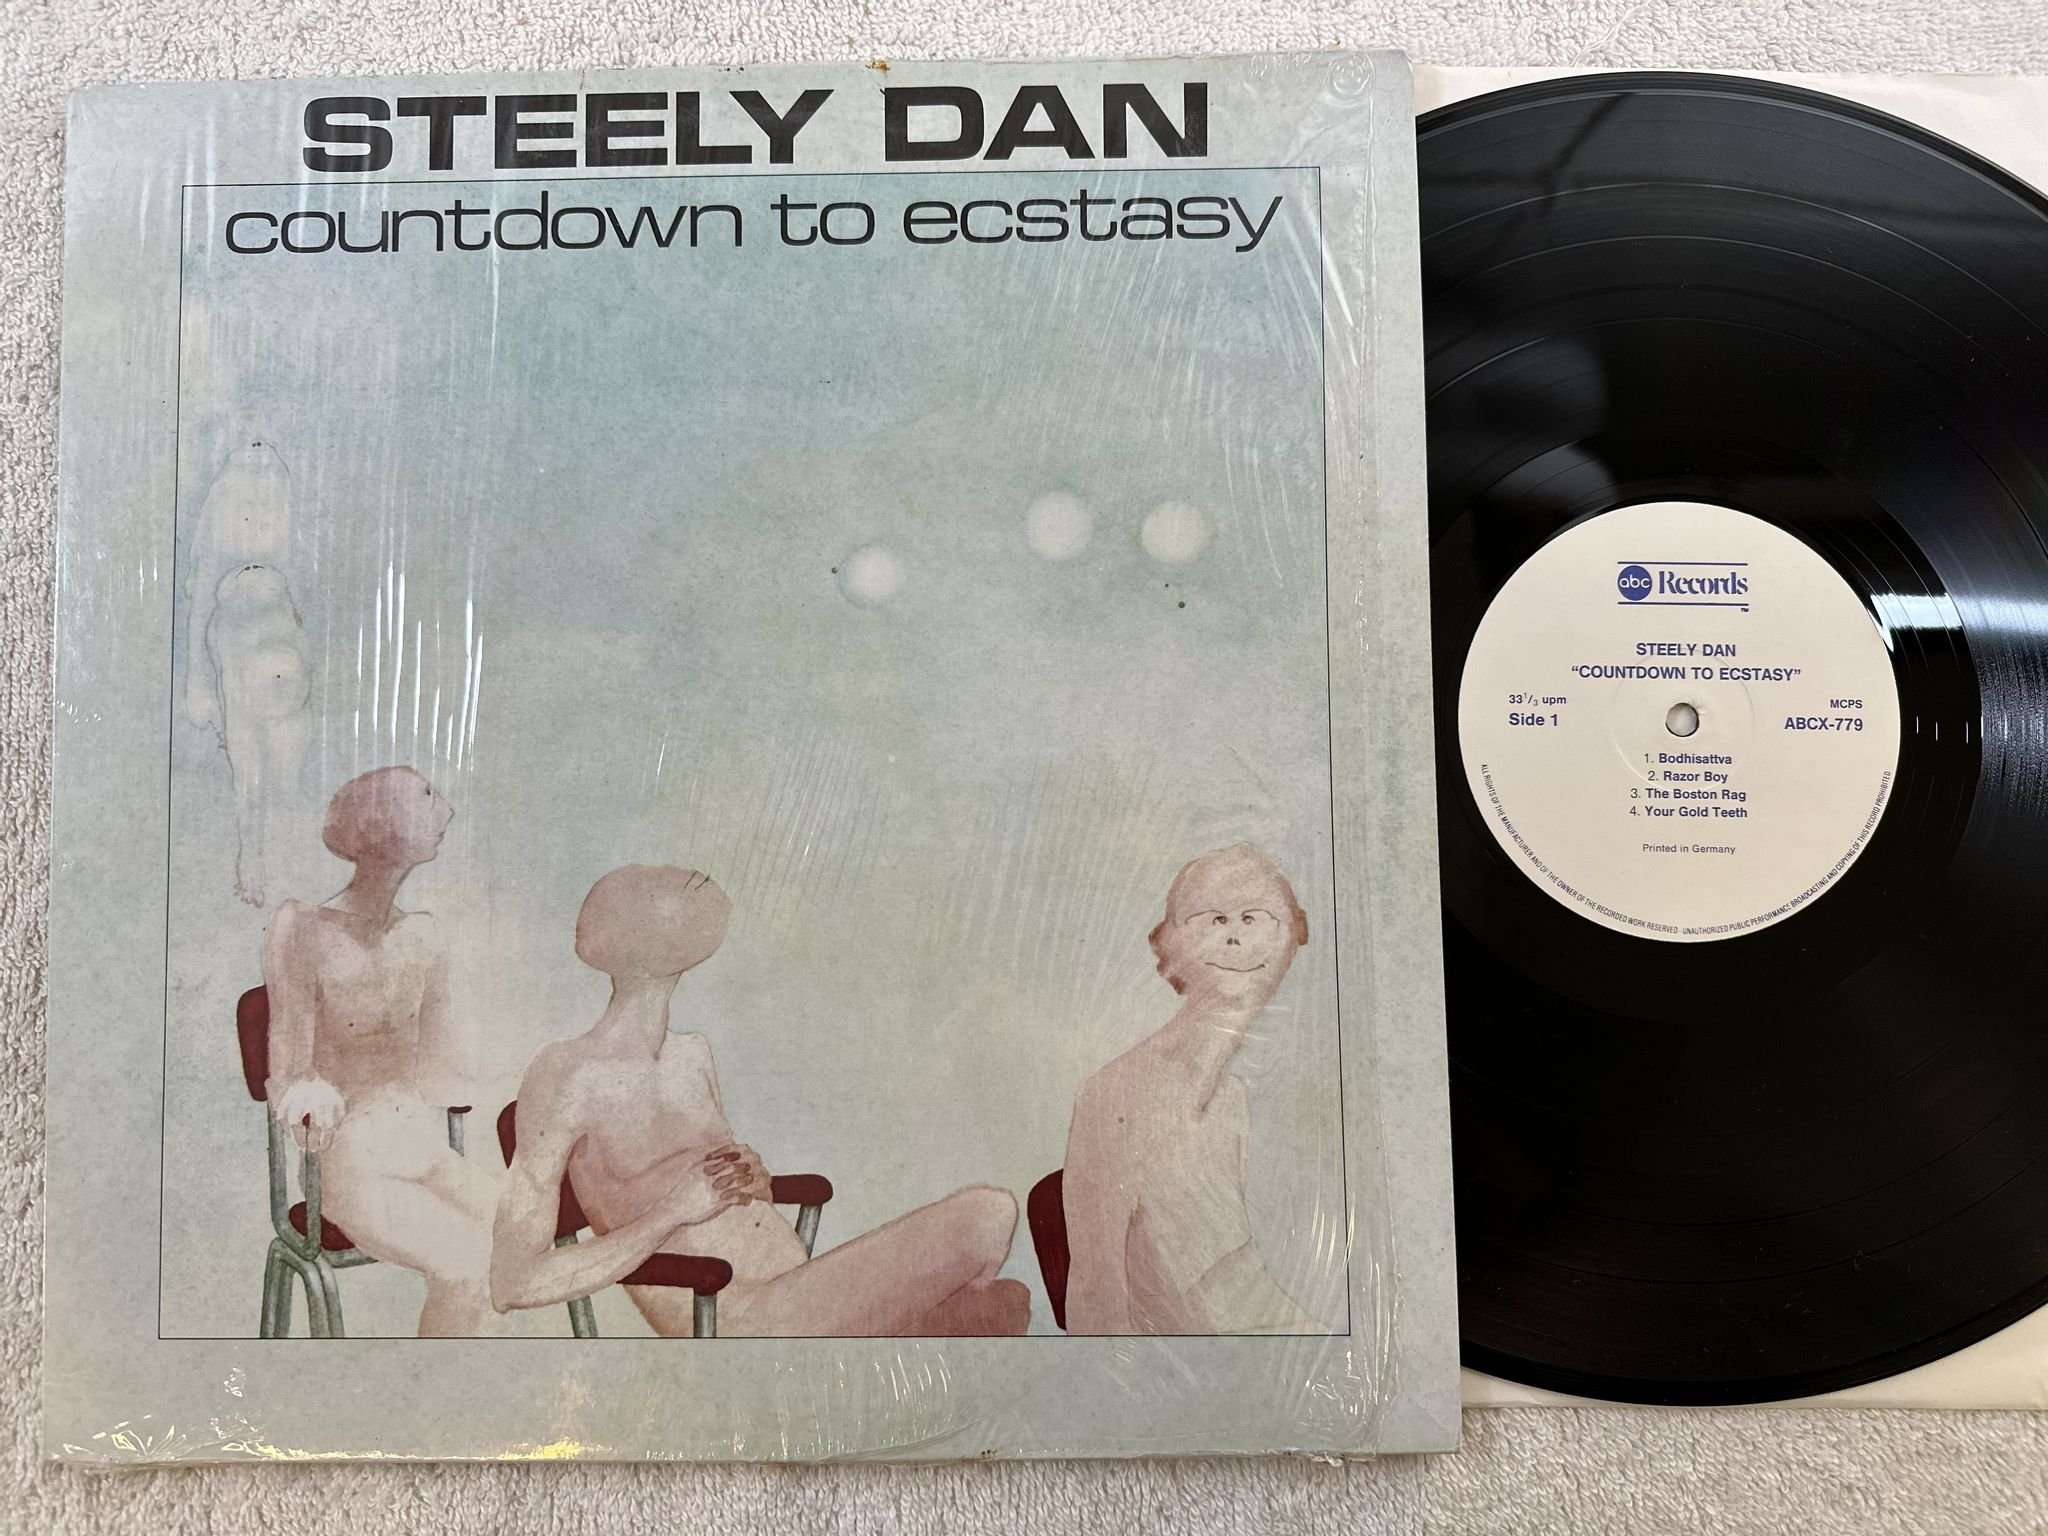 STEELY DAN
countdown to ecstasy
abc Records
TM
STEELY DAN
“COUNTDOWN TO ECSTASY”
33 1/3 upm
MCPS
Side 1
ABCX-779
1. Bodhisattva
2. Razor Boy
3. The Boston Rag
4. Your Gold Teeth
Printed in Germany
ALL RIGHTS OF THE MANUFACTURER AND OF THE OWNER OF THE RECORDED WORK RESERVED · UNAUTHORIZED PUBLIC PERFORMANCE BROADCASTING AND COPYING OF THIS RECORD PROHIBITED